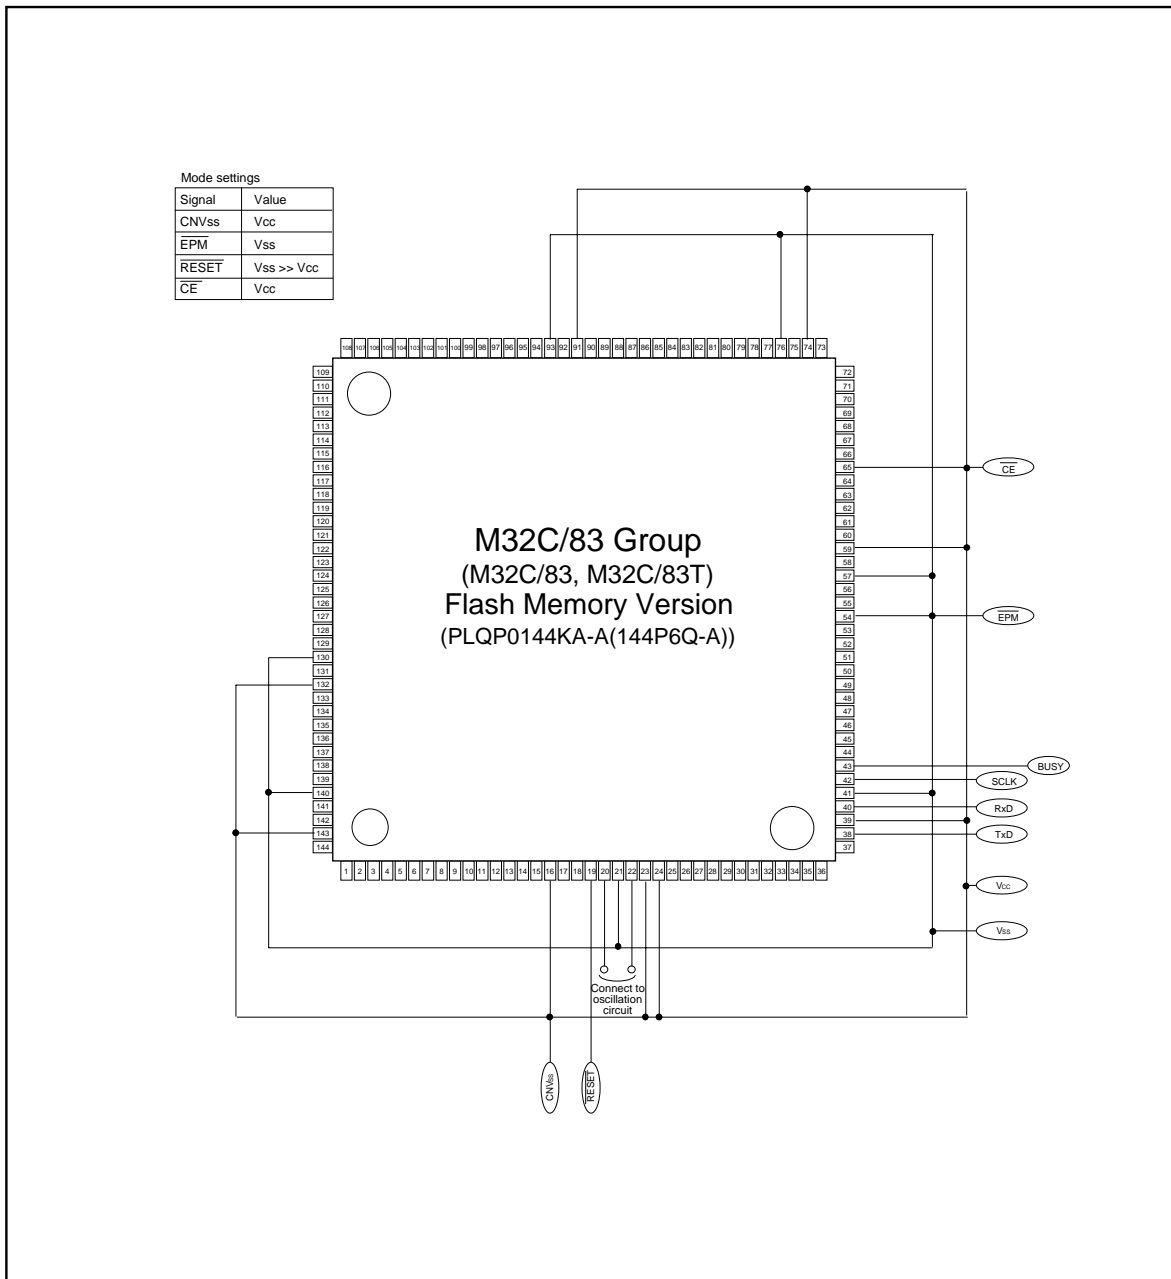 Mode settings
Signal Value
CNVss Vcc
EPM Vss
RESET Vss >> Vcc
CE Vcc
108 107 106 105 104 103 102 101 100 99 98 97 96 95 94 93 92 91 90 89 88 87 86 85 84 83 82 81 80 79 78 77 76 75 74 73
109
110
111
112
113
114
115
116
117
118
119
120
121
122
123
124
125
126
127
128
129
130
131
132
133
134
135
136
137
138
139
140
141
142
143
144
M32C/83 Group
(M32C/83, M32C/83T)
Flash Memory Version
(PLQP0144KA-A(144P6Q-A))
72
71
70
69
68
67
66
65
64
63
62
61
60
59
58
57
56
55
54
53
52
51
50
49
48
47
46
45
44
43
42
41
40
39
38
37
CE
EPM
BUSY
SCLK
RxD
TxD
Vcc
Vss
1 2 3 4 5 6 7 8 9 10 11 12 13 14 15 16 17 18 19 20 21 22 23 24 25 26 27 28 29 30 31 32 33 34 35 36
Connect to
oscillation
circuit
CNVss
RESET